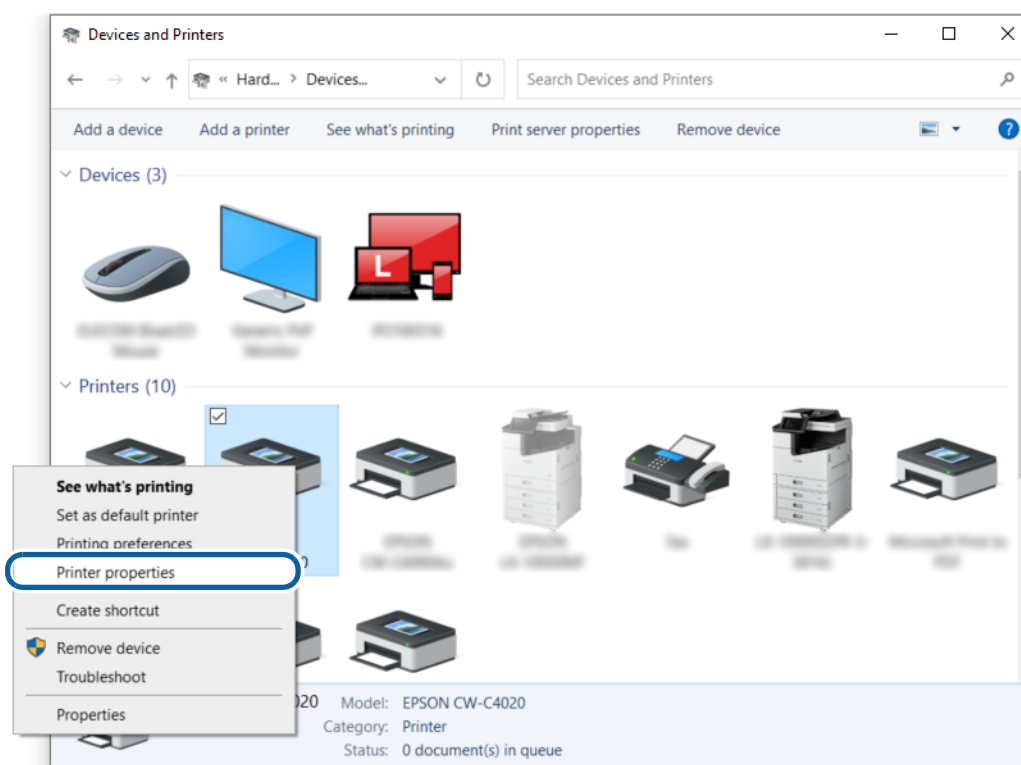 Devices and Printers
« Hard... > Devices...
Search Devices and Printers
Add a device Add a printer See what's printing Print server properties Remove device
?
Devices (3)
L
Printers (10)
See what's printing
Set as default printer
Printing preferences
Printer properties
Create shortcut
Remove device
Troubleshoot
Properties
020 Model: EPSON CW-C4020
Category: Printer
Status: 0 document(s) in queue